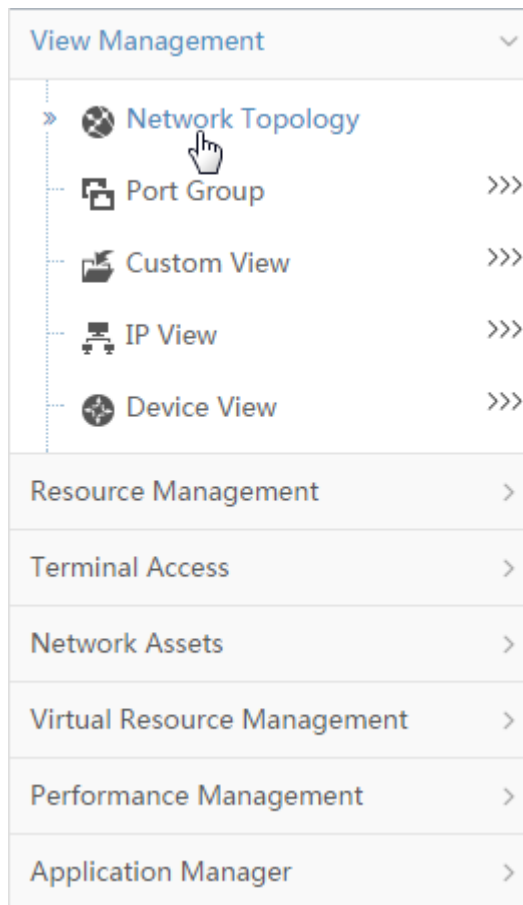 View Management
Network Topology
Port Group
Custom View
IP View
Device View
Resource Management
Terminal Access
Network Assets
Virtual Resource Management
Performance Management
Application Manager